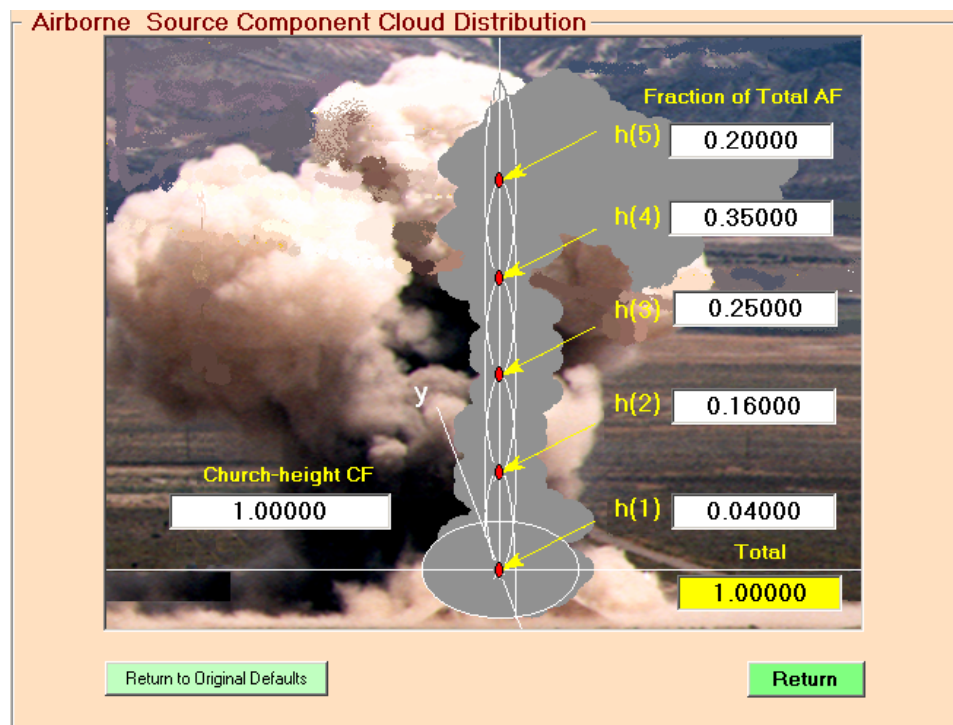 Airborne  Source Component Cloud Distribution
Fraction of Total AF
h(5) 0.20000
h(4) 0.35000
h(3) 0.25000
y
h(2) 0.16000
Church-height CF
1.00000
h(1) 0.04000
Total
1.00000
Return to Original Defaults
Return